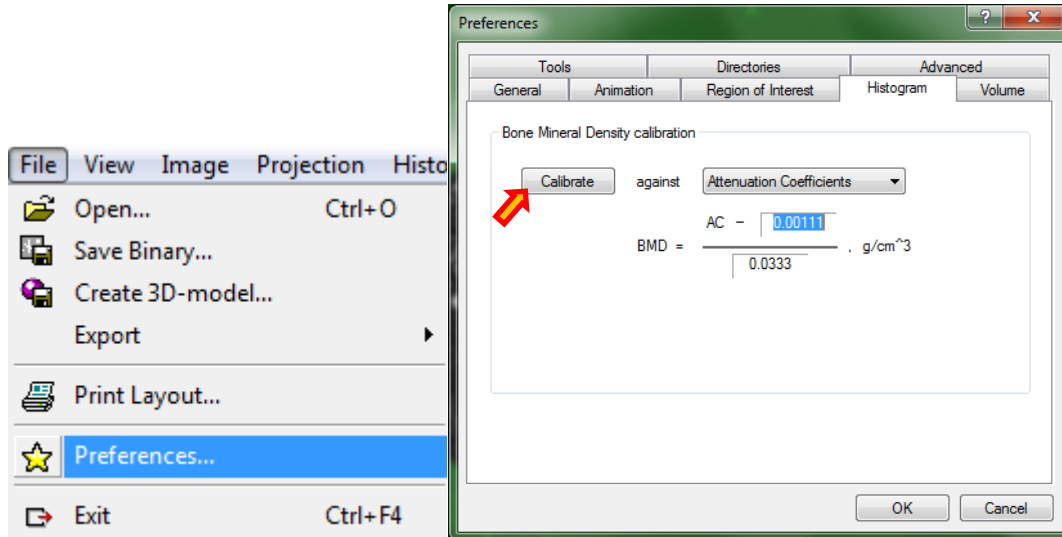 File View Image Projection Histo
Open... Ctrl+O
Save Binary...
Create 3D-model...
Export
Print Layout...
Preferences...
Exit Ctrl+F4
Preferences
Tools Directories Advanced
General Animation Region of Interest Histogram Volume
Bone Mineral Density calibration
Calibrate against Attenuation Coefficients
AC - 0.00111
BMD = , g/cm^3
0.0333
OK Cancel